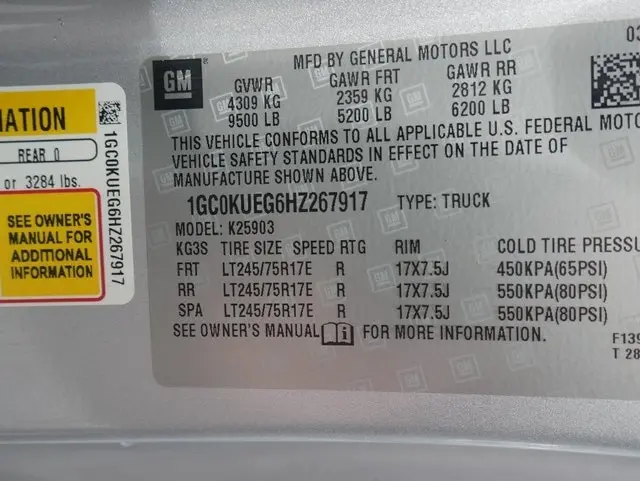 MATION
REAR 0
or 3284 lbs.
SEE OWNER'S
MANUAL FOR
ADDITIONAL
INFORMATION
1GC0KUEG6HZ267917
GM
MFD BY GENERAL MOTORS LLC
03
GVWR GAWR FRT GAWR RR
4309 KG 2359 KG 2812 KG
9500 LB 5200 LB 6200 LB
THIS VEHICLE CONFORMS TO ALL APPLICABLE U.S. FEDERAL MOTO
VEHICLE SAFETY STANDARDS IN EFFECT ON THE DATE OF
MANUFACTURE SHOWN ABOVE.
1GC0KUEG6HZ267917 TYPE: TRUCK
MODEL: K25903
KG3S TIRE SIZE SPEED RTG RIM COLD TIRE PRESSU
FRT LT245/75R17E R 17X7.5J 450KPA(65PSI)
RR LT245/75R17E R 17X7.5J 550KPA(80PSI)
SPA LT245/75R17E R 17X7.5J 550KPA(80PSI)
SEE OWNER'S MANUAL i FOR MORE INFORMATION.
F139
T 28